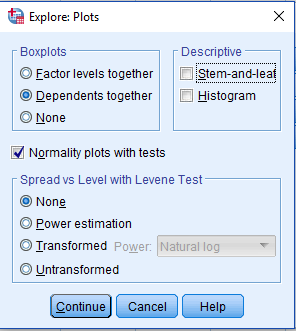 Explore: Plots
Boxplots
Factor levels together
Dependents together
None
Descriptive
Stem-and-leaf
Histogram
Normality plots with tests
Spread vs Level with Levene Test
None
Power estimation
Transformed Power: Natural log
Untransformed
Continue Cancel Help